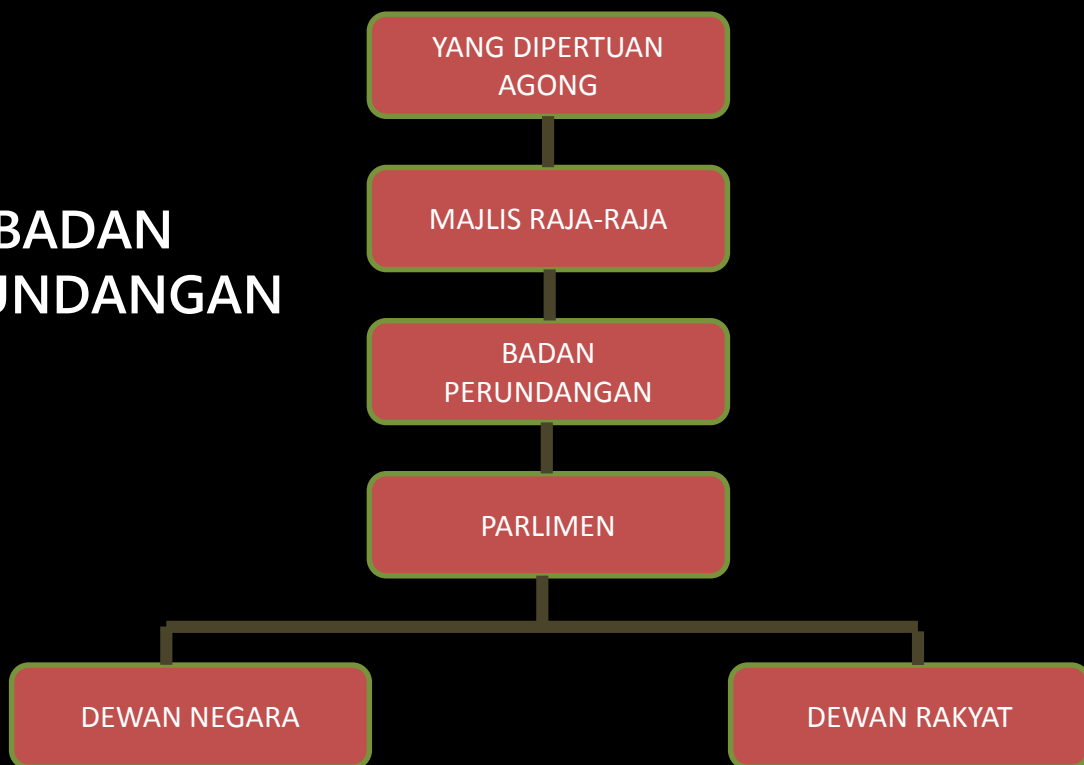 YANG DIPERTUAN
AGONG
MAJLIS RAJA-RAJA
BADAN
UNDANGAN
BADAN
PERUNDANGAN
PARLIMEN
DEWAN NEGARA
DEWAN RAKYAT